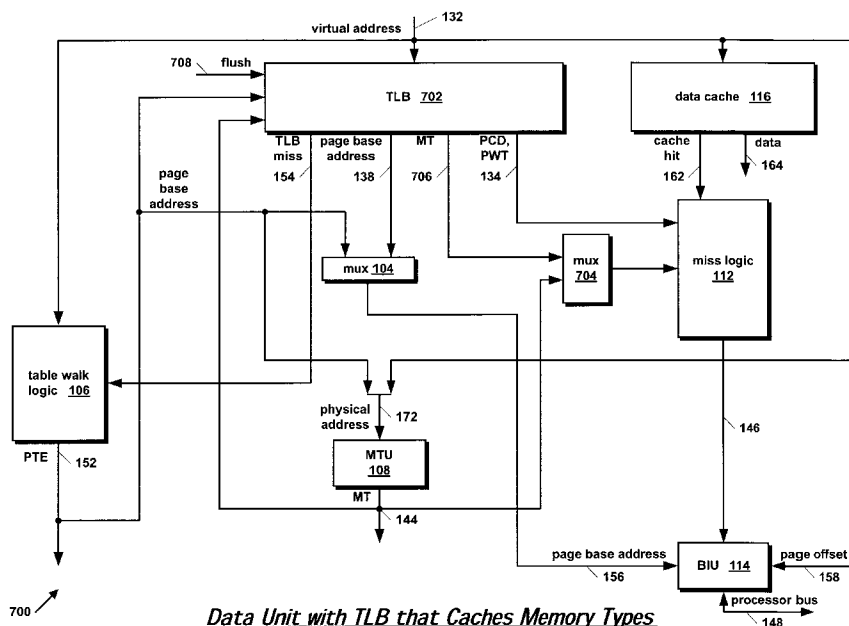 132
virtual address
708
flush
TLB 702
data cache 116
TLB
miss
154
page base
address
138
MT
706
PCD,
PWT
134
cache
hit
162
data
164
page
base
address
mux 104
mux
704
miss logic
112
table walk
logic 106
physical
address
172
PTE
152
MTU
108
MT
144
146
page base address
156
BIU 114
page offset
158
processor bus
148
700
Data Unit with TLB that Caches Memory Types